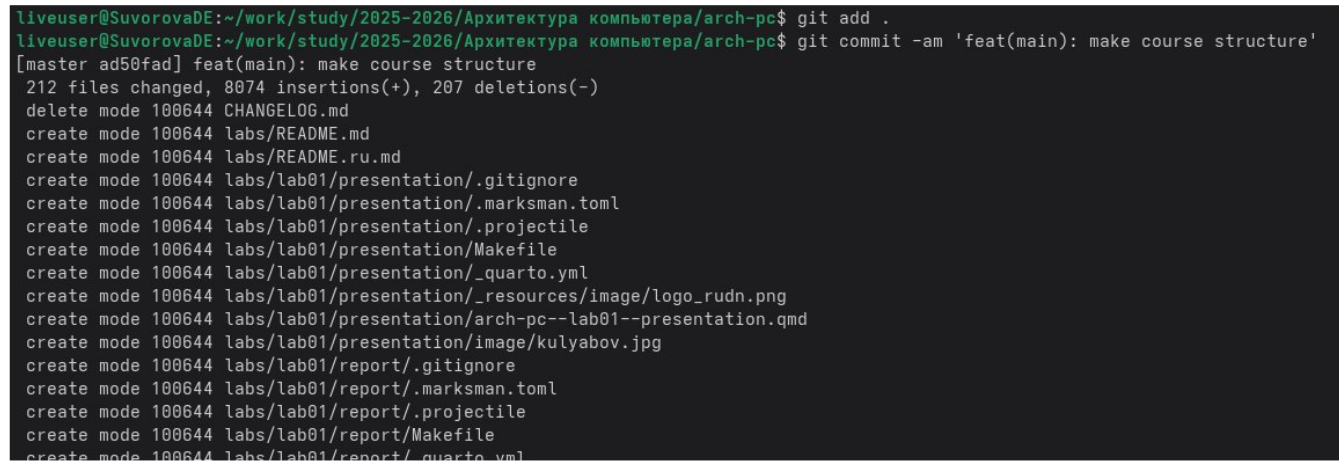 liveuser@SuvorovaDE:~/work/study/2025-2026/Архитектура компьютера/arch-pc$ git add .
liveuser@SuvorovaDE:~/work/study/2025-2026/Архитектура компьютера/arch-pc$ git commit -am 'feat(main): make course structure'
[master ad50fad] feat(main): make course structure
 212 files changed, 8074 insertions(+), 207 deletions(-)
 delete mode 100644 CHANGELOG.md
 create mode 100644 labs/README.md
 create mode 100644 labs/README.ru.md
 create mode 100644 labs/lab01/presentation/.gitignore
 create mode 100644 labs/lab01/presentation/.marksman.toml
 create mode 100644 labs/lab01/presentation/.projectile
 create mode 100644 labs/lab01/presentation/Makefile
 create mode 100644 labs/lab01/presentation/_quarto.yml
 create mode 100644 labs/lab01/presentation/_resources/image/logo_rudn.png
 create mode 100644 labs/lab01/presentation/arch-pc--lab01--presentation.qmd
 create mode 100644 labs/lab01/presentation/image/kulyabov.jpg
 create mode 100644 labs/lab01/report/.gitignore
 create mode 100644 labs/lab01/report/.marksman.toml
 create mode 100644 labs/lab01/report/.projectile
 create mode 100644 labs/lab01/report/Makefile
 create mode 100644 labs/lab01/report/_quarto.yml